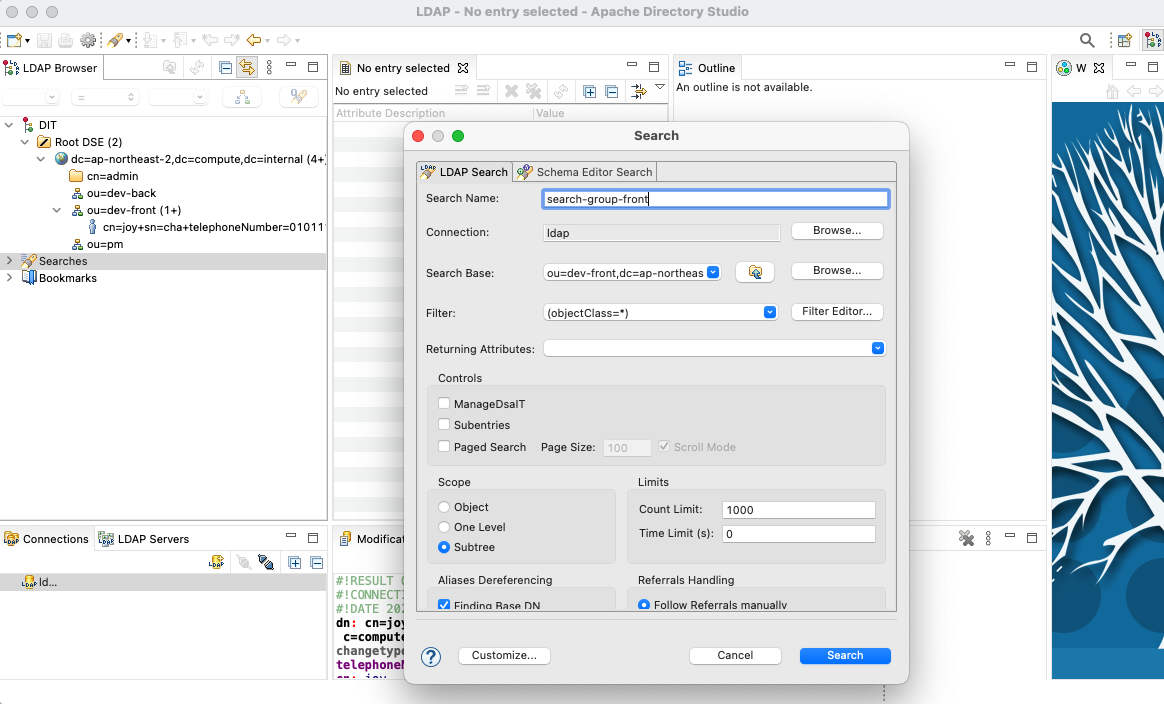 LDAP - No entry selected - Apache Directory Studio
LDAP Browser
=
DIT
Root DSE (2)
dc=ap-northeast-2,dc=compute,dc=internal (4+)
cn=admin
ou=dev-back
ou=dev-front (1+)
cn=joy+sn=cha+telephoneNumber=01011
ou=pm
Searches
Bookmarks
No entry selected
No entry selected
Attribute Description
Value
Outline
An outline is not available.
W
Search
LDAP Search
Schema Editor Search
Search Name:
search-group-front
Connection:
ldap
Browse...
Search Base:
ou=dev-front,dc=ap-northeas
Browse...
Filter:
(objectClass=*)
Filter Editor...
Returning Attributes:
Controls
ManageDsaIT
Subentries
Paged Search
Page Size:
100
Scroll Mode
Scope
Object
One Level
Subtree
Limits
Count Limit:
1000
Time Limit (s):
0
Aliases Dereferencing
Finding Base DN
Referrals Handling
Follow Referrals manually
?
Customize...
Cancel
Search
Connections
LDAP Servers
ld...
Modificat
#!RESULT
#!CONNECTI
#!DATE 202
dn: cn=joy
c=compute
changetype
telephoneN
cn: joy